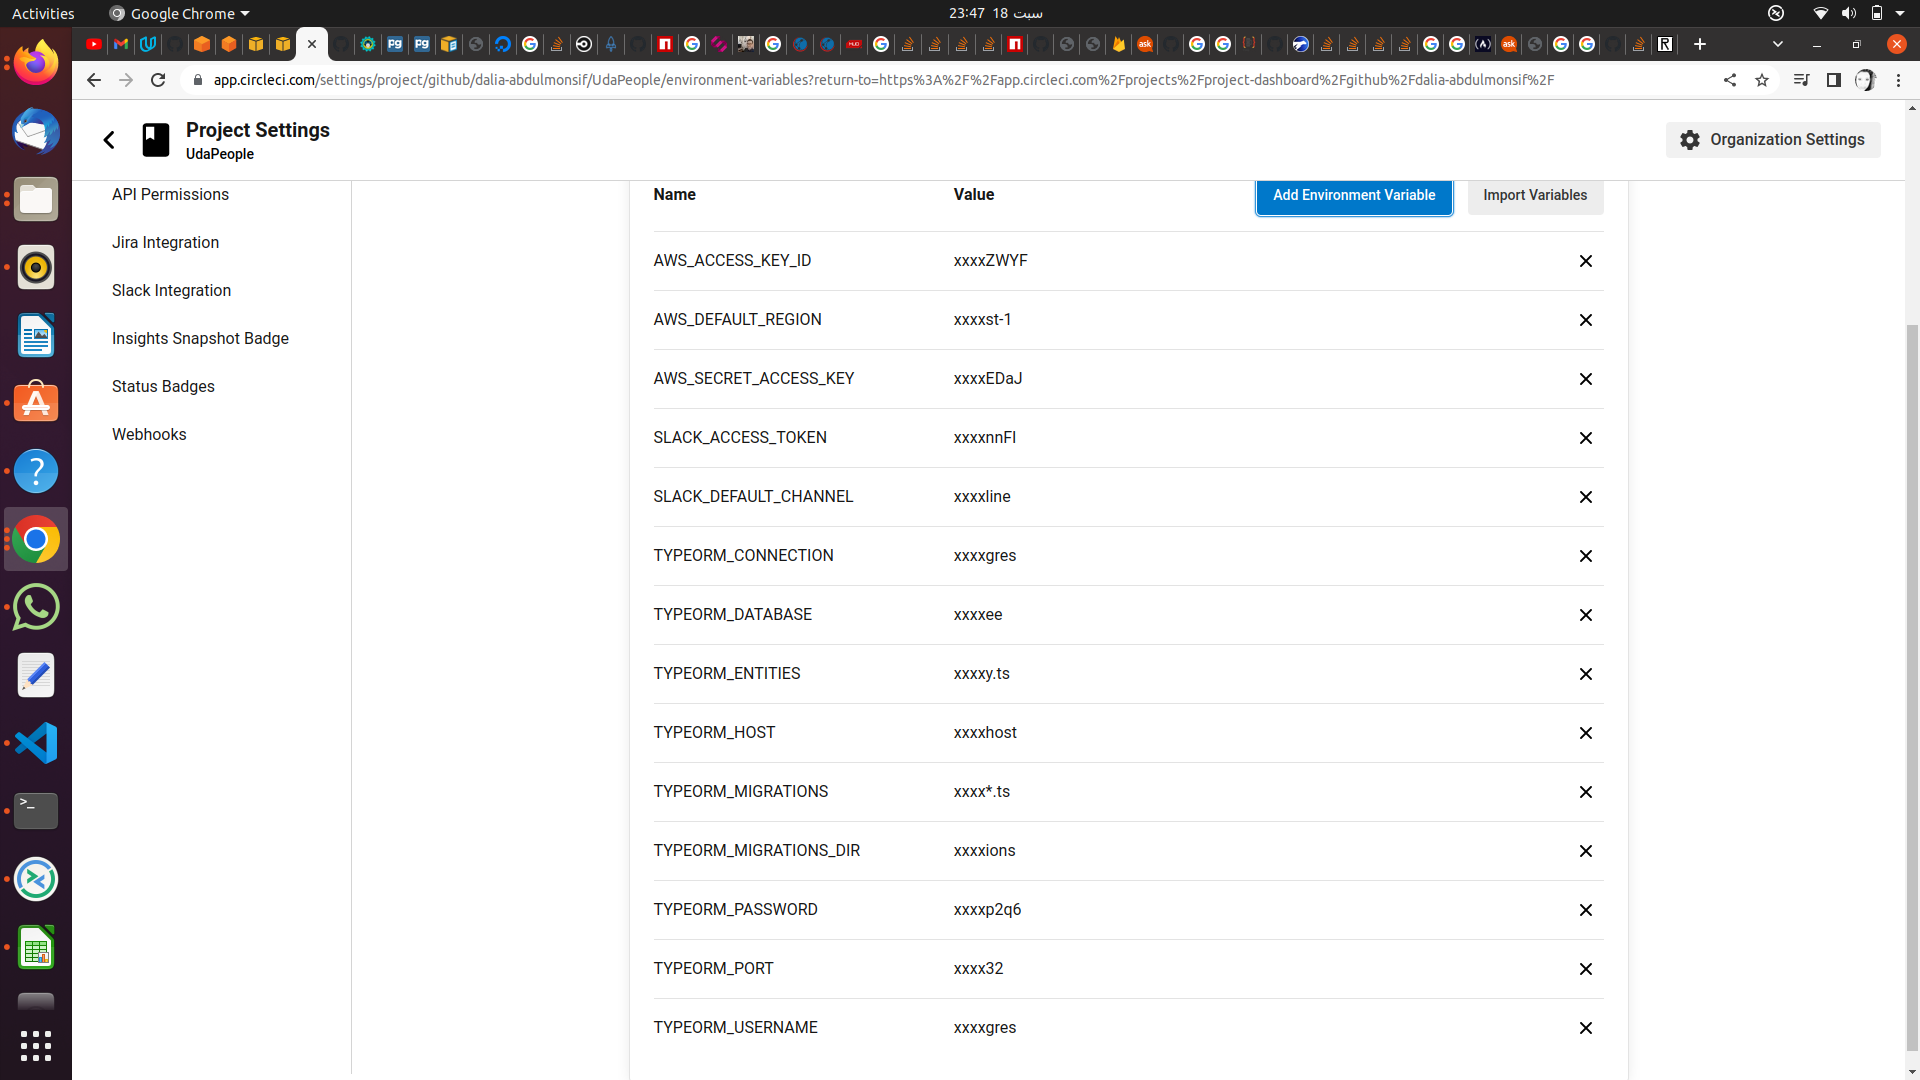 Activities
Google Chrome
23:47 18 سبت
app.circleci.com/settings/project/github/dalia-abdulmonsif/UdaPeople/environment-variables?return-to=https%3A%2F%2Fapp.circleci.com%2Fprojects%2Fproject-dashboard%2Fgithub%2Fdalia-abdulmonsif%2F
Project Settings
UdaPeople
Organization Settings
API Permissions
Jira Integration
Slack Integration
Insights Snapshot Badge
Status Badges
Webhooks
Name Value Add Environment Variable Import Variables
AWS_ACCESS_KEY_ID xxxxZWYF
AWS_DEFAULT_REGION xxxxst-1
AWS_SECRET_ACCESS_KEY xxxxEDaJ
SLACK_ACCESS_TOKEN
SLACK_DEFAULT_CHANNEL xxxxline
TYPEORM_CONNECTION xxxxgres
TYPEORM_DATABASE xxxxee
TYPEORM_ENTITIES xxxxy.ts
TYPEORM_HOST xxxxhost
TYPEORM_MIGRATIONS xxxx*.ts
TYPEORM_MIGRATIONS_DIR xxxxions
TYPEORM_PASSWORD xxxxp2q6
TYPEORM_PORT xxxx32
TYPEORM_USERNAME xxxxgres